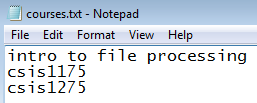 courses.txt - Notepad
File Edit Format View Help
intro to file processing
csis1175
csis1275